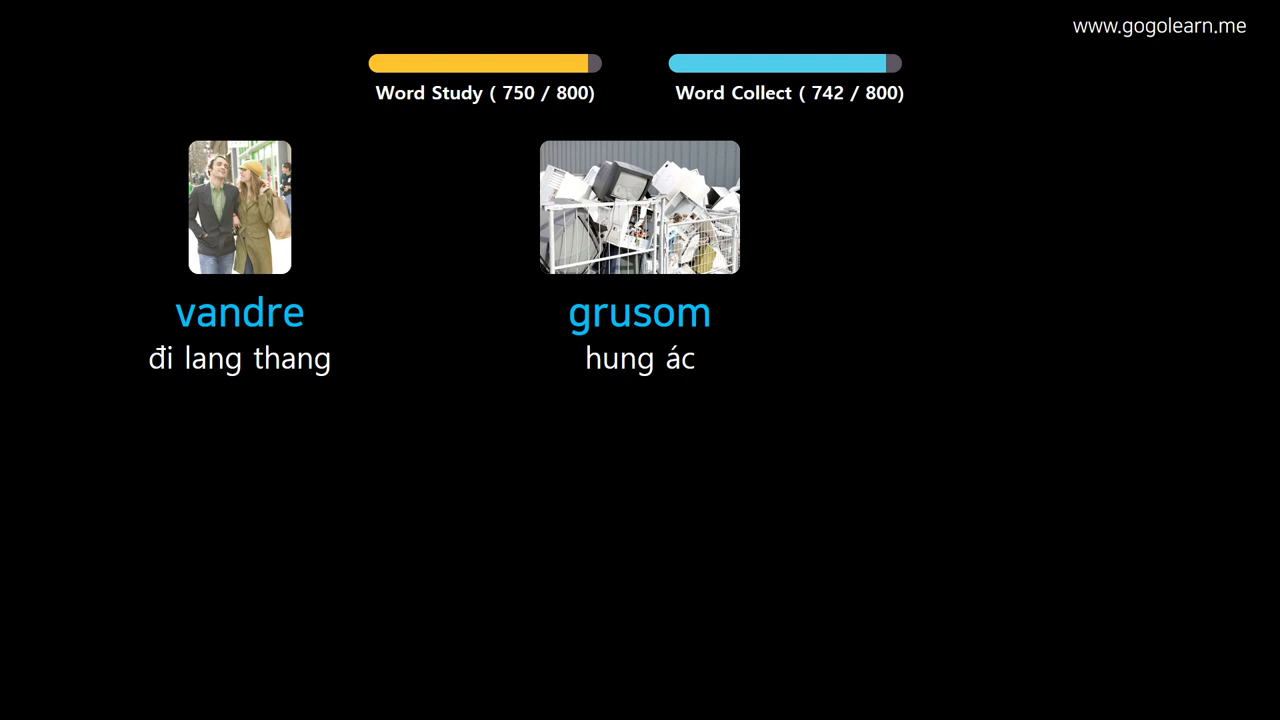 www.gogolearn.me
Word Study ( 750 / 800)
Word Collect ( 742 / 800)
vandre
grusom
đi lang thang
hung ác